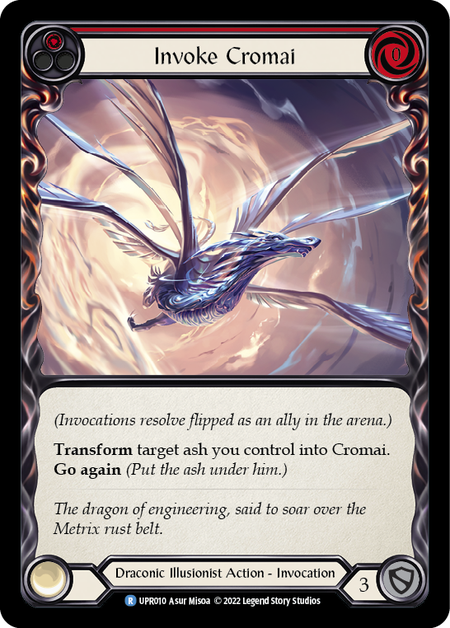 Invoke Cromai
0
(Invocations resolve flipped as an ally in the arena.)
Transform target ash you control into Cromai.
Go again (Put the ash under him.)
The dragon of engineering, said to soar over the
Metrix rust belt.
Draconic Illusionist Action - Invocation
3
R UPR010 Asur Misoa © 2022 Legend Story Studios